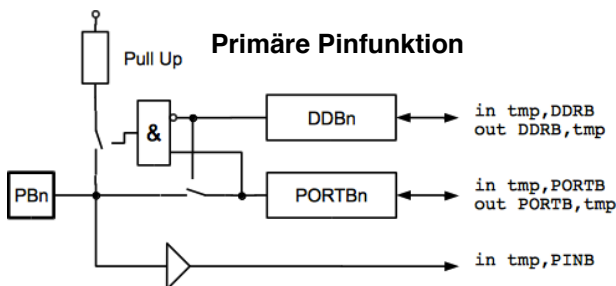 Primäre Pinfunktion
Pull Up
&
DDBn
in tmp,DDRB
out DDRB,tmp
PBn
PORTBn
in tmp,PORTB
out PORTB,tmp
in tmp,PINB